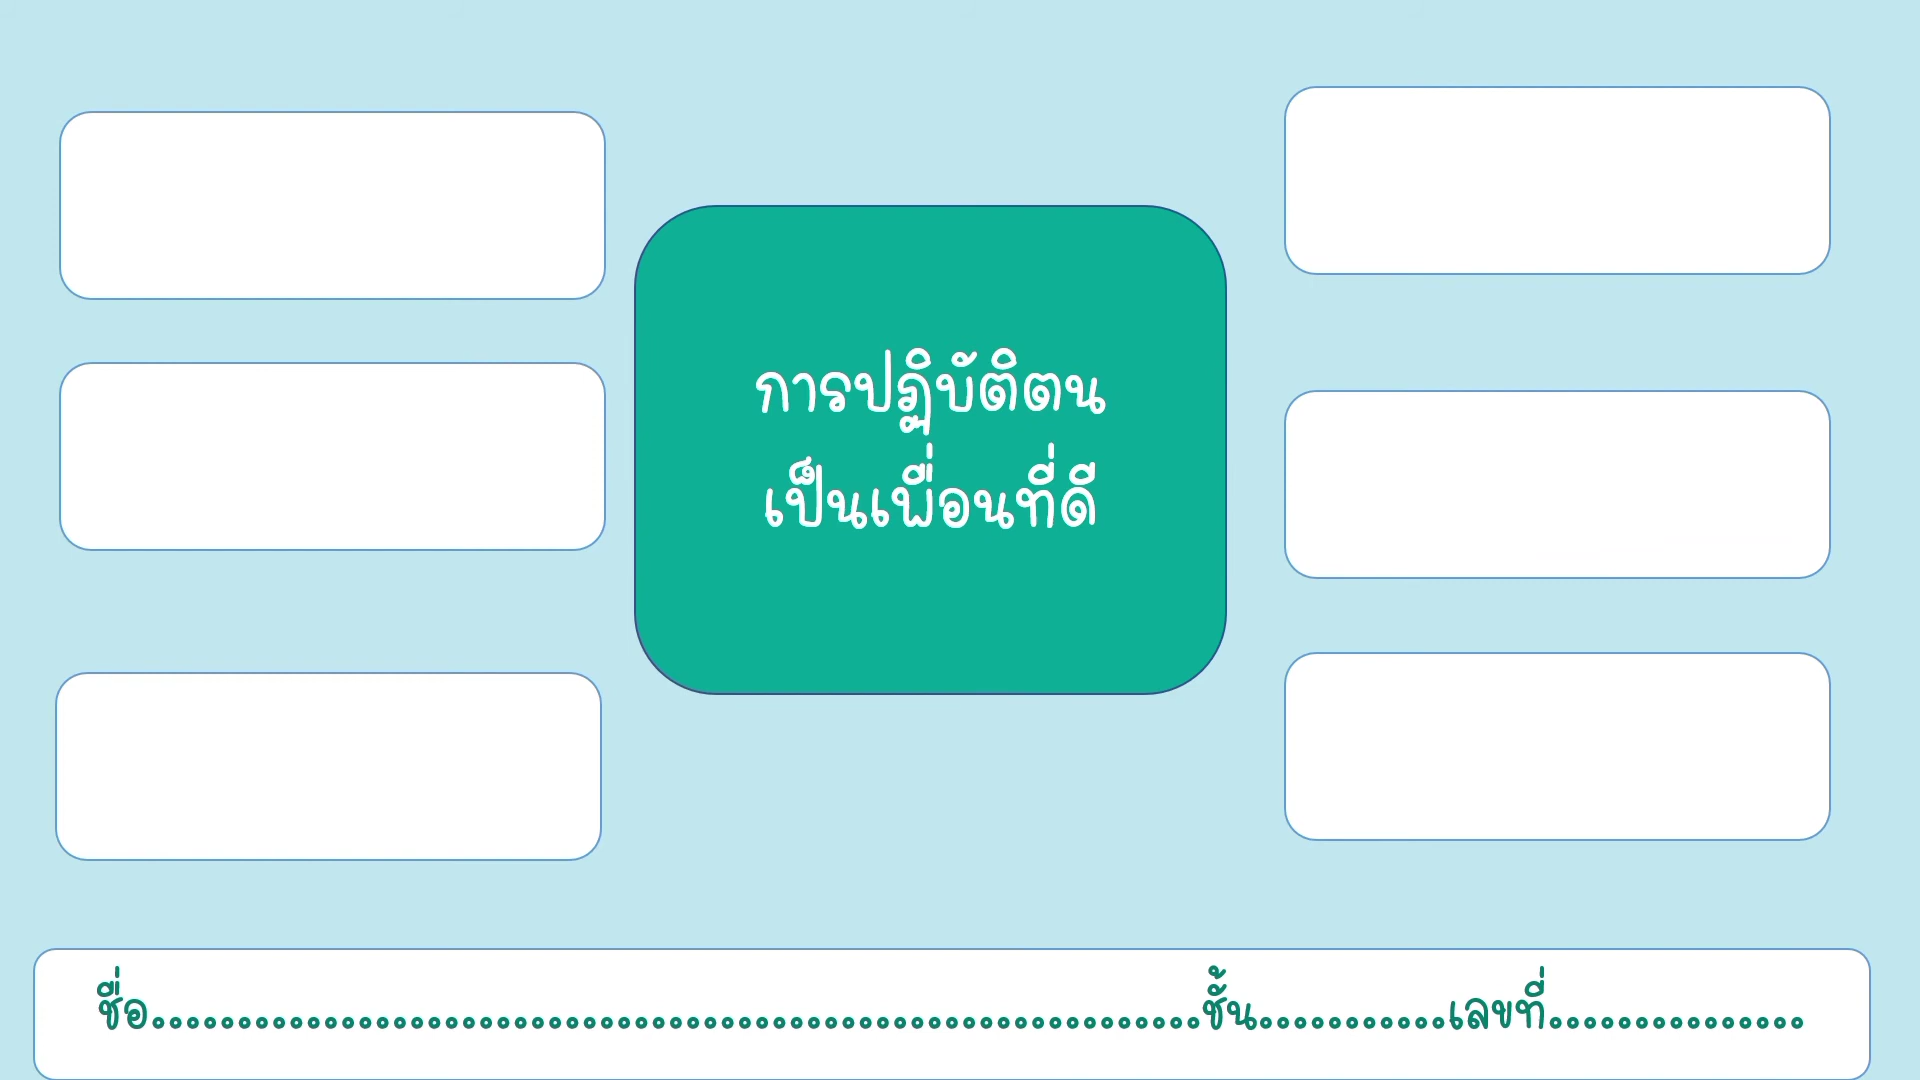 การปฏิบัติตน
เป็นเพื่อนที่ดี
ชื่อ.............................................................ชั้น...........เลขที่...............